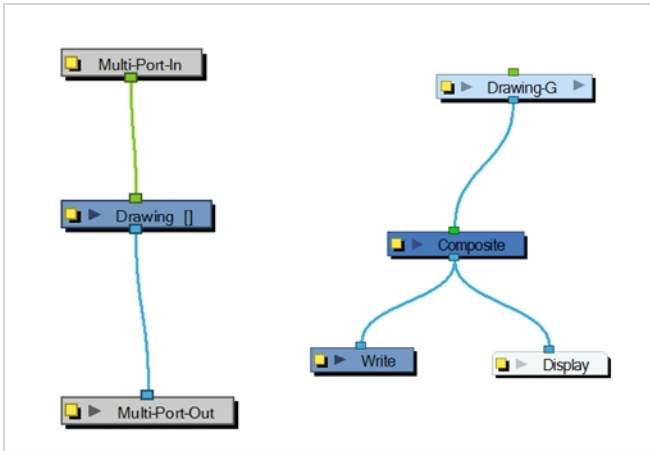 Multi-Port-In
Drawing []
Multi-Port-Out
Drawing-G
Composite
Write
Display